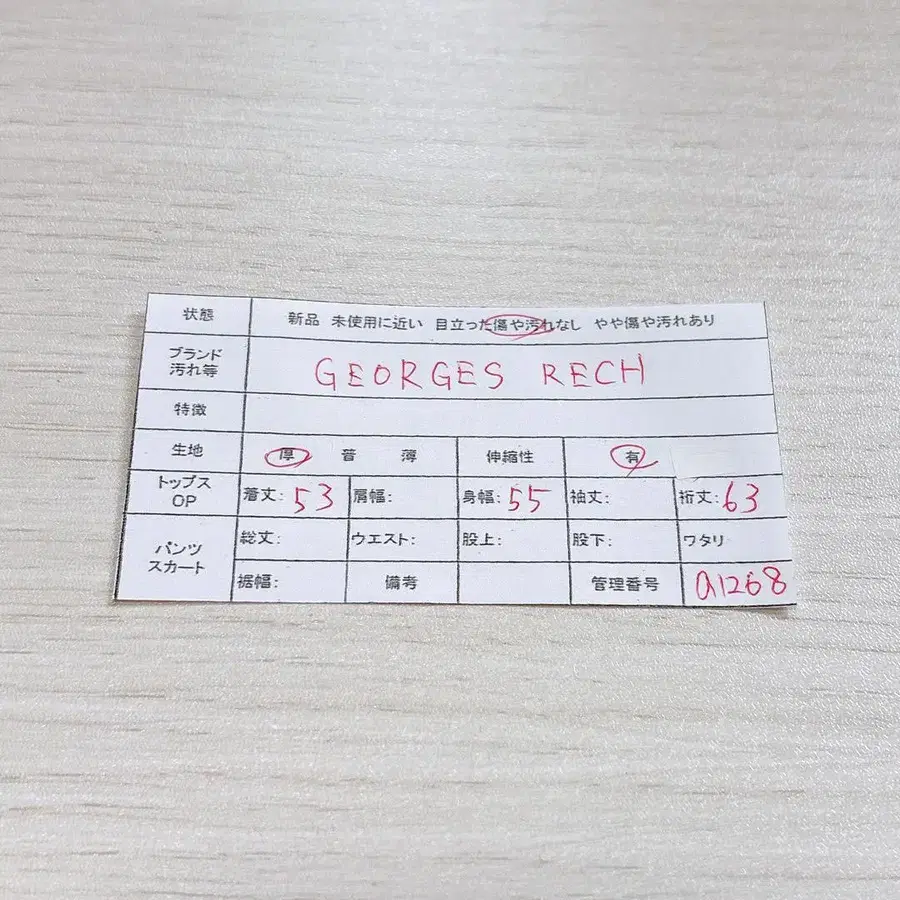 状態 新品 未使用に近い 目立った傷や汚れなし やや傷や汚れあり
ブランド
汚れ等 GEORGES RECH
特徴
生地 厚 普 薄 伸縮性 有
トップス
OP 着丈: 53 肩幅: 身幅: 55 袖丈: 裄丈: 63
パンツ
スカート 総丈: ウエスト: 股上: 股下: ワタリ
裾幅: 備考 管理番号 a1268